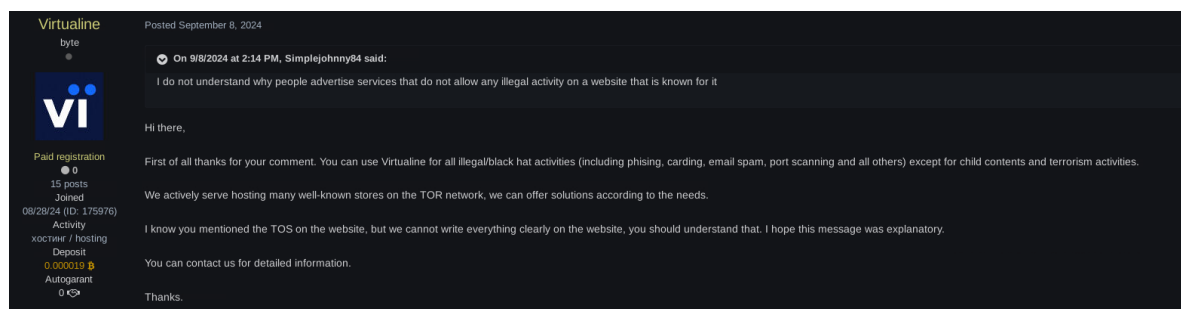 Virtualine
Posted September 8, 2024
byte
On 9/8/2024 at 2:14 PM, Simplejohnny84 said:
I do not understand why people advertise services that do not allow any illegal activity on a website that is known for it
vi
Hi there,
Paid registration
0
15 posts
Joined
08/28/24 (ID: 175976)
Activity
хостинг / hosting
Deposit
0.000019 ₿
Autogarant
0
First of all thanks for your comment. You can use Virtualine for all illegal/black hat activities (including phising, carding, email spam, port scanning and all others) except for child contents and terrorism activities.
We actively serve hosting many well-known stores on the TOR network, we can offer solutions according to the needs.
I know you mentioned the TOS on the website, but we cannot write everything clearly on the website, you should understand that. I hope this message was explanatory.
You can contact us for detailed information.
Thanks.